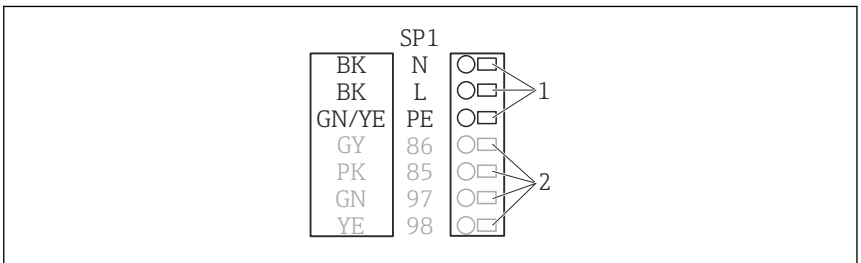 SP1
BK N
BK L 1
GN/YE PE
GY 86
PK 85 2
GN 97
YE 98